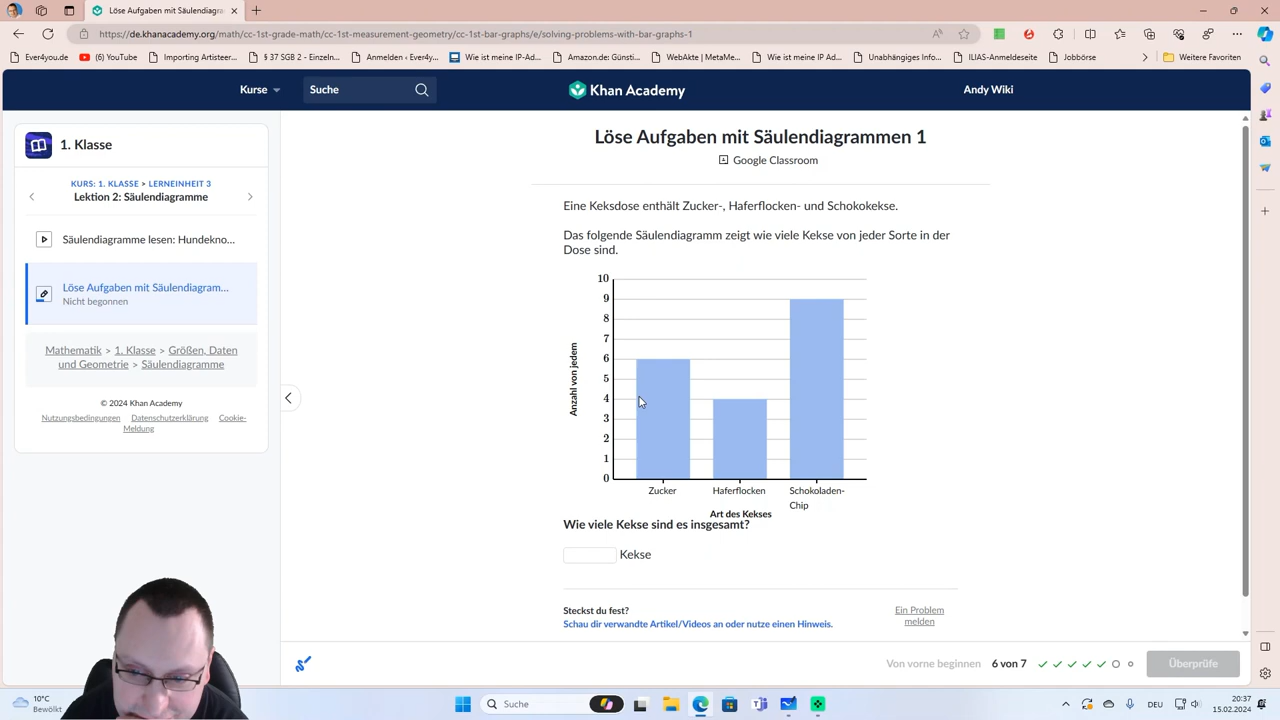 Löse Aufgaben mit Säulendiagr
https://de.khanacademy.org/math/cc-1st-grade-math/cc-1st-measurement-geometry/cc-1st-bar-graphs/e/solving-problems-with-bar-graphs-1
Ever4you.de
(6) YouTube
Importing Artisteer...
§ 37 SGB 2 - Einzeln...
Anmelden ‹ Every4y...
Wie ist meine IP-Ad...
Amazon.de: Günsti...
WebAkte | MetaMe...
Wie ist meine IP Ad...
Unabhängiges Info...
ILIAS-Anmeldeseite
Jobbörse
Weitere Favoriten
Kurse
Suche
Khan Academy
Andy Wiki
1. Klasse
KURS: 1. KLASSE > LERNEINHEIT 3
Lektion 2: Säulendiagramme
Säulendiagramme lesen: Hundekno...
Löse Aufgaben mit Säulendiagram...
Nicht begonnen
Mathematik > 1. Klasse > Größen, Daten
und Geometrie > Säulendiagramme
© 2024 Khan Academy
Nutzungsbedingungen Datenschutzerklärung Cookie-
Meldung
Löse Aufgaben mit Säulendiagrammen 1
Google Classroom
Eine Keksdose enthält Zucker-, Haferflocken- und Schokokekse.
Das folgende Säulendiagramm zeigt wie viele Kekse von jeder Sorte in der
Dose sind.
Anzahl von jedem
10
9
8
7
6
5
4
3
2
1
0
Zucker
Haferflocken
Schokoladen-
Chip
Art des Kekses
Wie viele Kekse sind es insgesamt?
Kekse
Steckst du fest?
Schau dir verwandte Artikel/Videos an oder nutze einen Hinweis.
Ein Problem
melden
Von vorne beginnen
6 von 7
Überprüfe
10°C
Bewölkt
Suche
DEU
20:37
15.02.2024